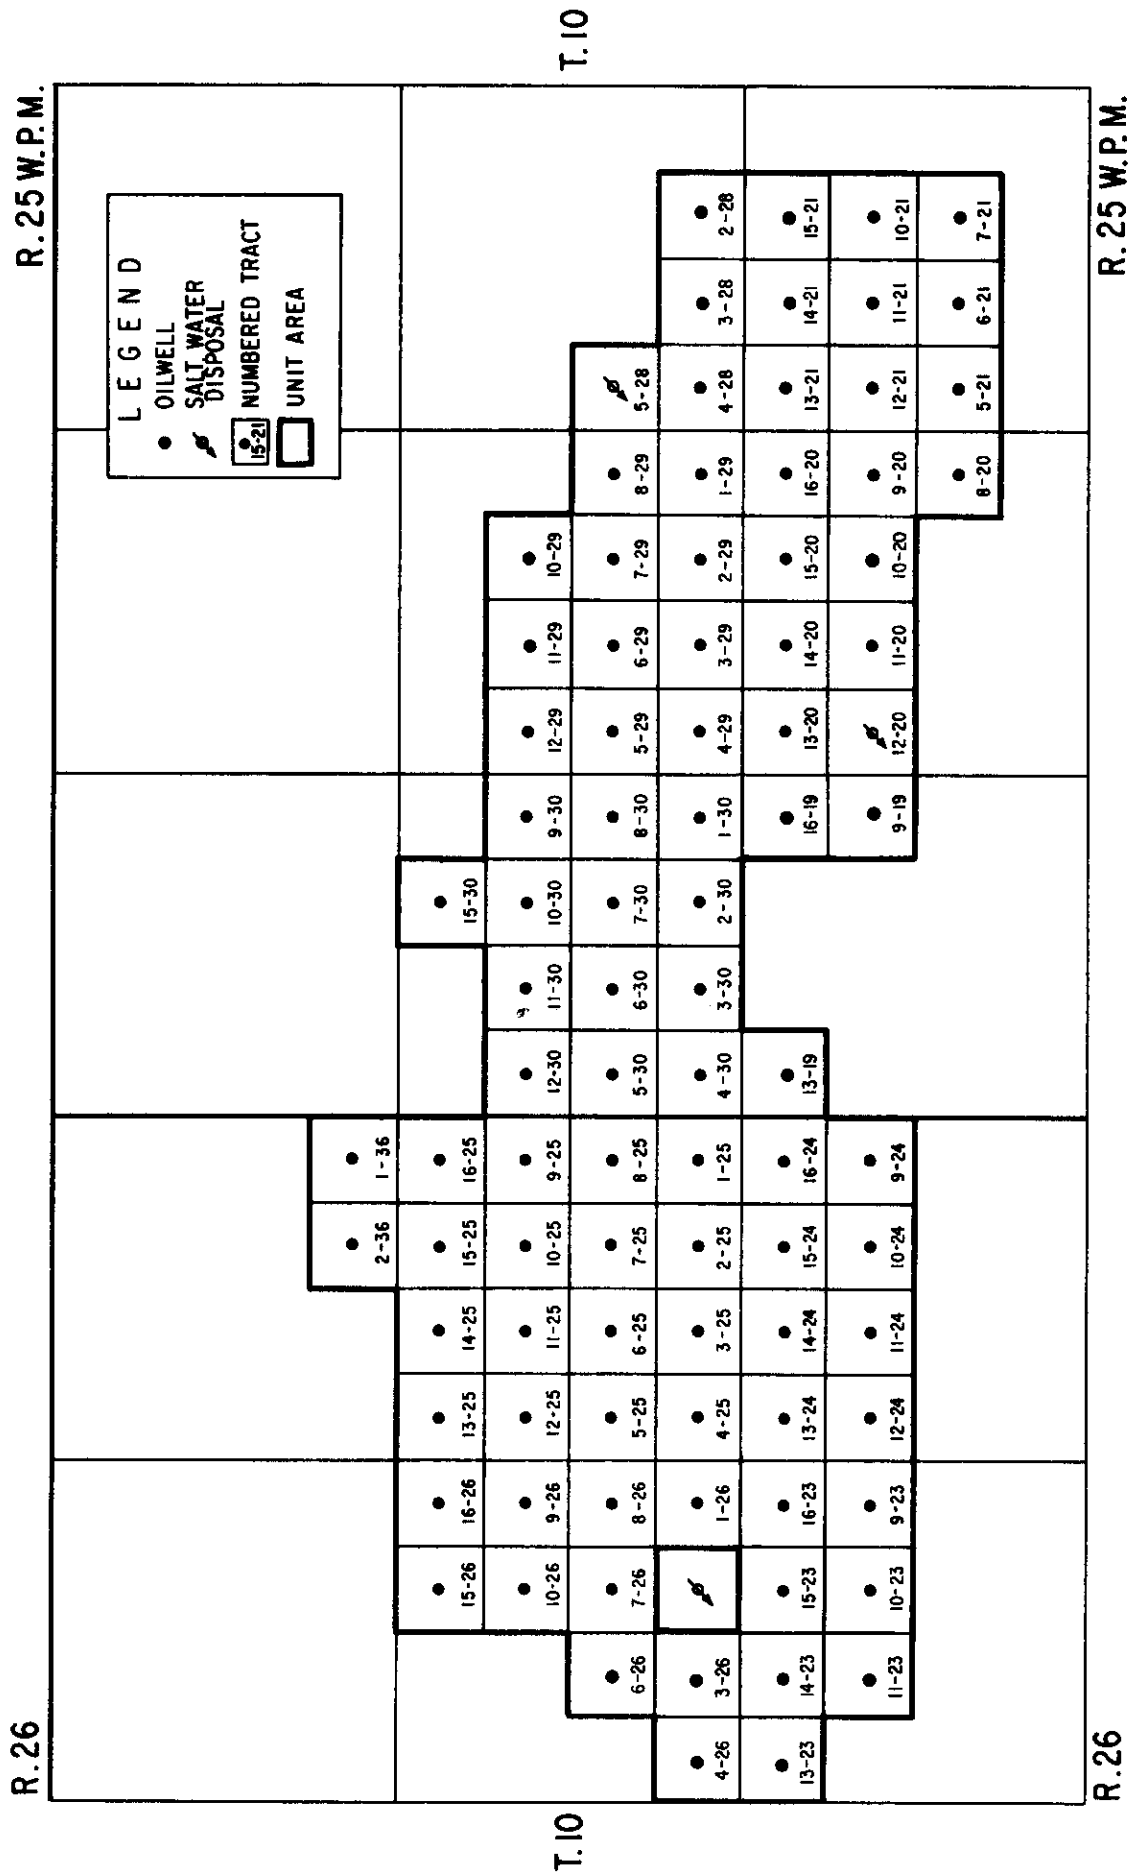 R.26 R. 25 W.P.M.
LEGEND
OILWELL
SALT WATER
DISPOSAL
15-21 NUMBERED TRACT
UNIT AREA
2-36 1-36
15-26 16-26 13-25 14-25 15-25 16-25 15-30
10-26 9-26 12-25 11-25 10-25 9-25 12-30 11-30 10-30 9-30 12-29 11-29 10-29
T.10 T.10
6-26 7-26 8-26 5-25 6-25 7-25 8-25 5-30 6-30 7-30 8-30 5-29 6-29 7-29 8-29 5-28
4-26 3-26 1-26 4-25 3-25 2-25 1-25 4-30 3-30 2-30 1-30 4-29 3-29 2-29 1-29 4-28 3-28 2-28
13-23 14-23 15-23 16-23 13-24 14-24 15-24 16-24 13-19 16-19 13-20 14-20 15-20 16-20 13-21 14-21 15-21
11-23 10-23 9-23 12-24 11-24 10-24 9-24 9-19 12-20 11-20 10-20 9-20 12-21 11-21 10-21
8-20 5-21 6-21 7-21
R.26 R. 25 W.P.M.